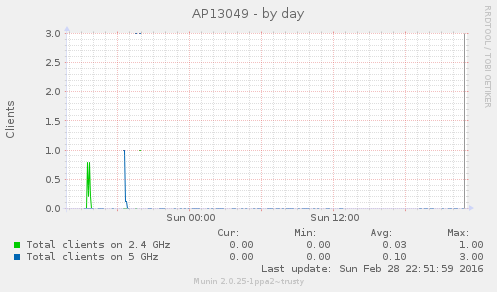 AP13049 - by day
RRDTOOL / TOBI OETIKER
Clients
3.0
2.5
2.0
1.5
1.0
0.5
0.0
Sun 00:00 Sun 12:00
Cur: Min: Avg: Max:
Total clients on 2.4 GHz 0.00 0.00 0.03 1.00
Total clients on 5 GHz 0.00 0.00 0.10 3.00
Last update: Sun Feb 28 22:51:59 2016
Munin 2.0.25-1ppa2~trusty